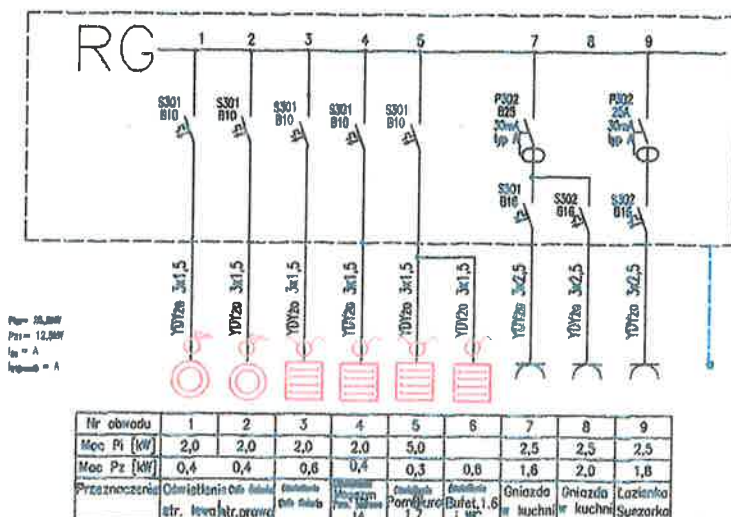 RG
1 2 3 4 5 7 8 9
S301 B10
S301 B10
S301 B10
S301 B10
S301 B10
P302 B25 30mA typ A
P302 25A 30mA typ A
S301 B16
S302 B16
S302 B16
YDYżo 3x1,5
YDYżo 3x1,5
YDYżo 3x1,5
YDYżo 3x1,5
YDYżo 3x1,5
YDYżo 3x1,5
YDYżo 3x2,5
YDYżo 3x2,5
YDYżo 3x2,5
= A
= A
Nr obwodu 1 2 3 4 5 6 7 8 9
Moc Pi [kW] 2,0 2,0 2,0 2,0 5,0 2,5 2,5 2,5
Moc Pz [kW] 0,4 0,4 0,6 0,4 0,3 0,6 1,6 2,0 1,8
Przeznaczenie Oświetlenie Gniazda Gniazda Łazienka
str. lewa str.prawa Bufet,1.6 w kuchni w kuchni Suszarka